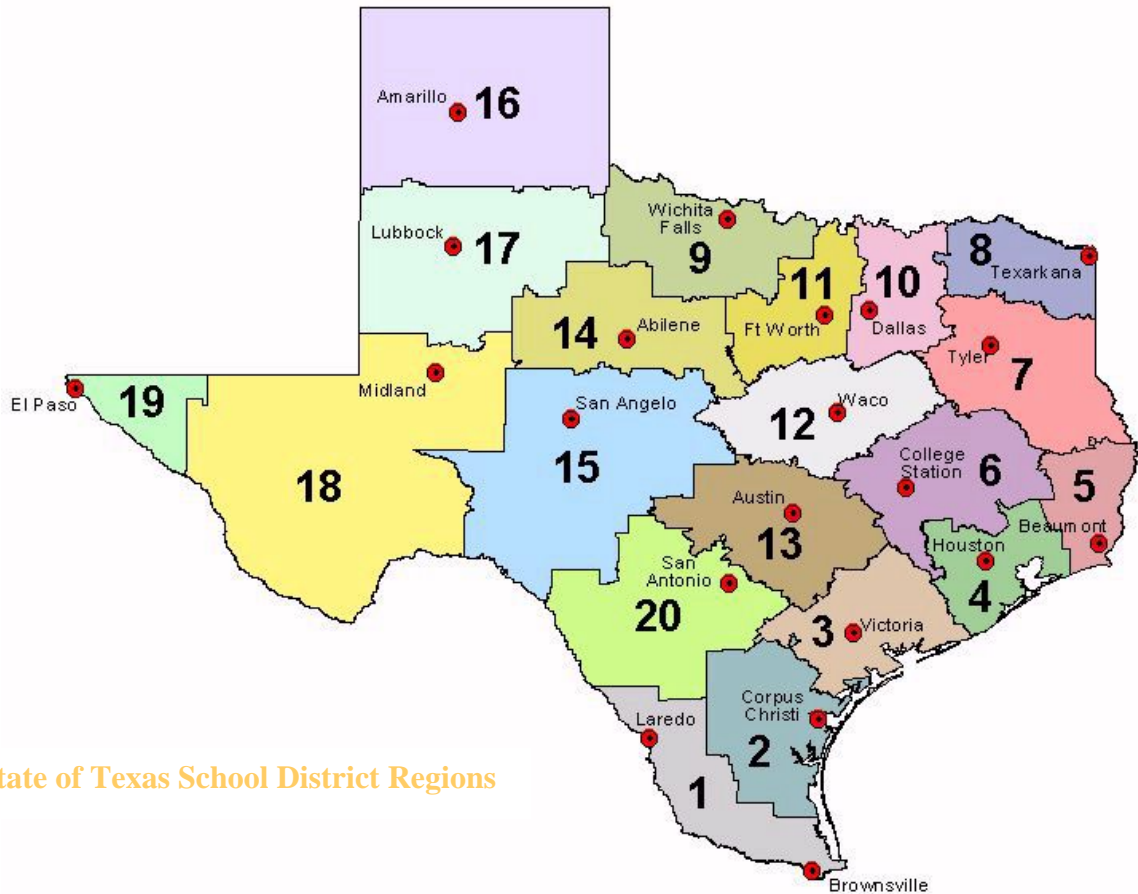 Amarillo
16
Lubbock
17
Wichita
Falls
9
11
Ft Worth
10
Dallas
8
Texarkana
14
Abilene
Tyler
7
El Paso
19
Midland
18
San Angelo
15
12
Waco
College
Station
6
5
Beaumont
Austin
13
Houston
4
San
Antonio
20
3
Victoria
Corpus
Christi
2
Laredo
1
Brownsville
tate of Texas School District Regions